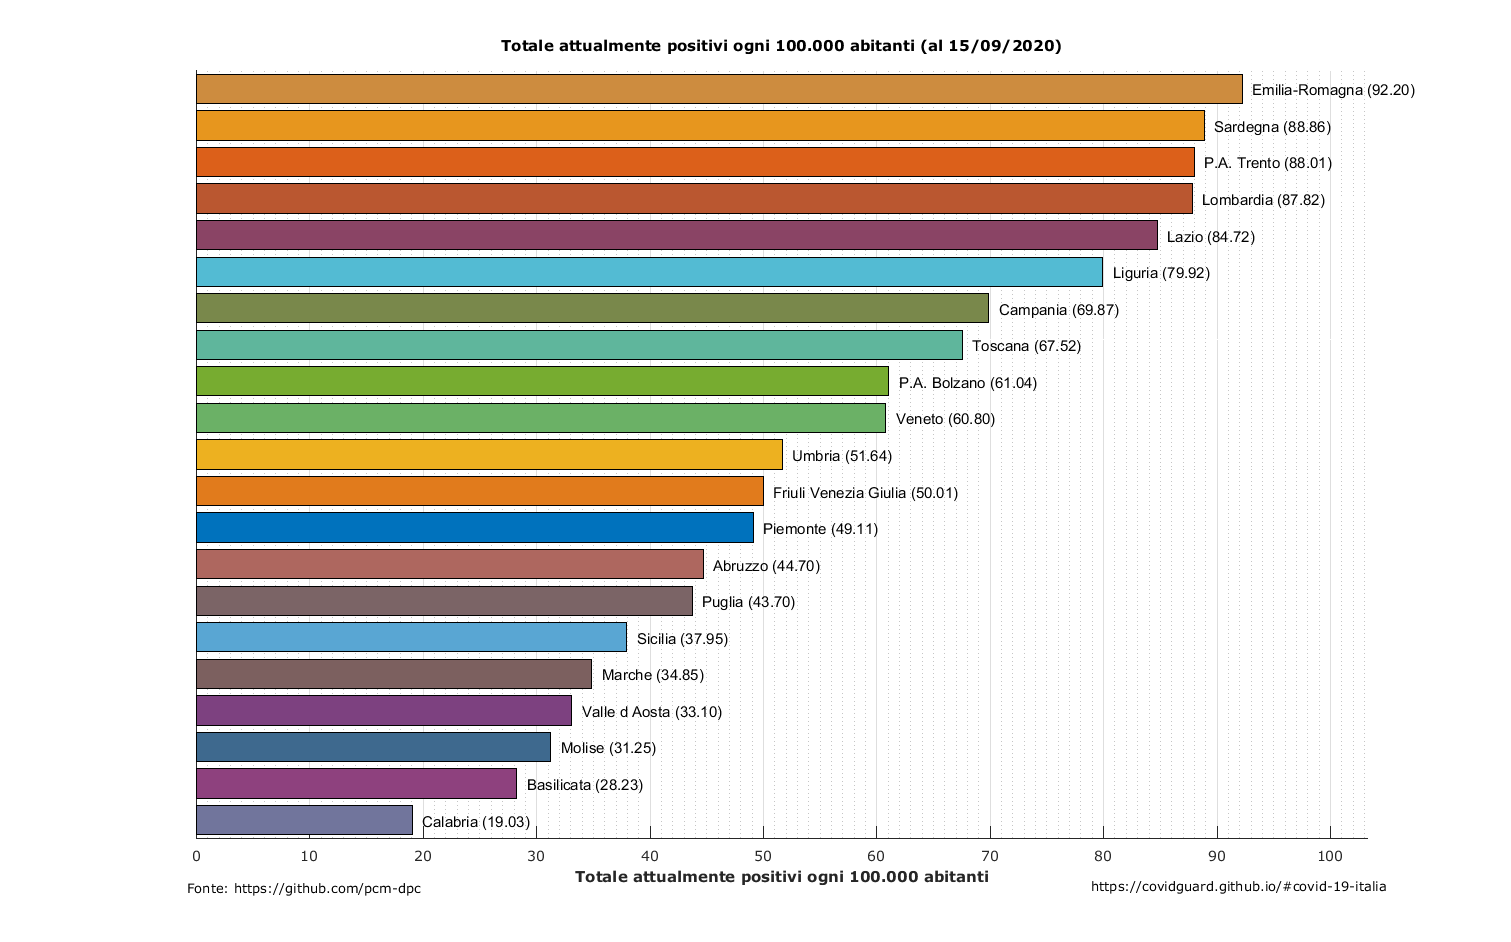 Totale attualmente positivi ogni 100.000 abitanti (al 15/09/2020)
Emilia-Romagna (92.20)
Sardegna (88.86)
P.A. Trento (88.01)
Lombardia (87.82)
Lazio (84.72)
Liguria (79.92)
Campania (69.87)
Toscana (67.52)
P.A. Bolzano (61.04)
Veneto (60.80)
Umbria (51.64)
Friuli Venezia Giulia (50.01)
Piemonte (49.11)
Abruzzo (44.70)
Puglia (43.70)
Sicilia (37.95)
Marche (34.85)
Valle d Aosta (33.10)
Molise (31.25)
Basilicata (28.23)
Calabria (19.03)
0 10 20 30 40 50 60 70 80 90 100
Totale attualmente positivi ogni 100.000 abitanti
Fonte: https://github.com/pcm-dpc
https://covidguard.github.io/#covid-19-italia